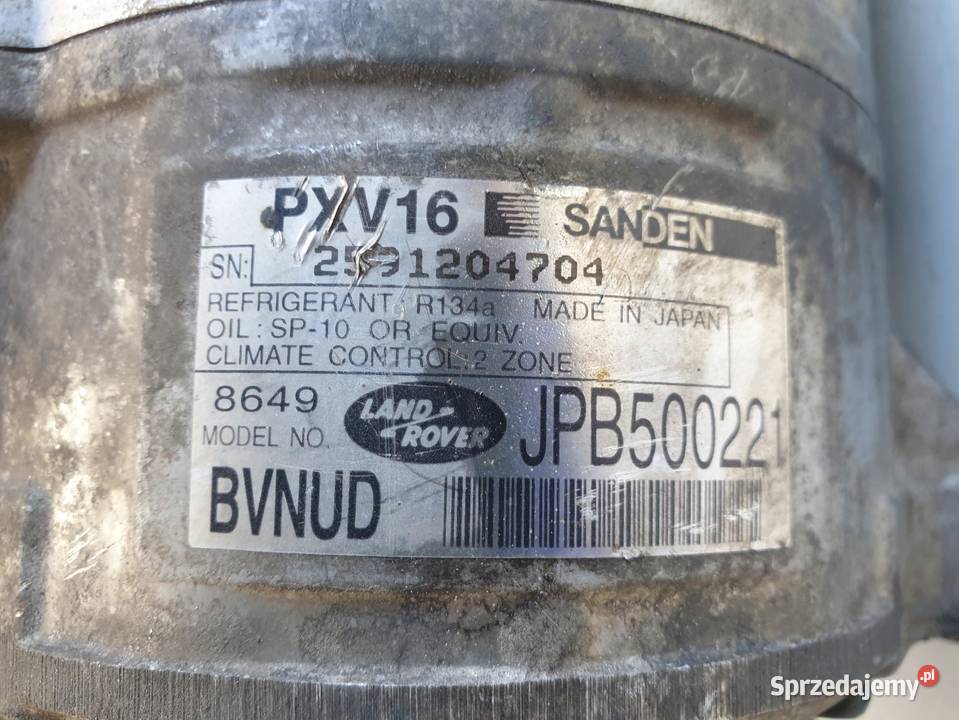 PXV16 SANDEN
SN: 2591204704
REFRIGERANT R134a MADE IN JAPAN
OIL: SP-10 OR EQUIV.
CLIMATE CONTROL:2 ZONE
8649 LAND ROVER JPB500221
MODEL NO.
BVNUD
Sprzedajemy.pl